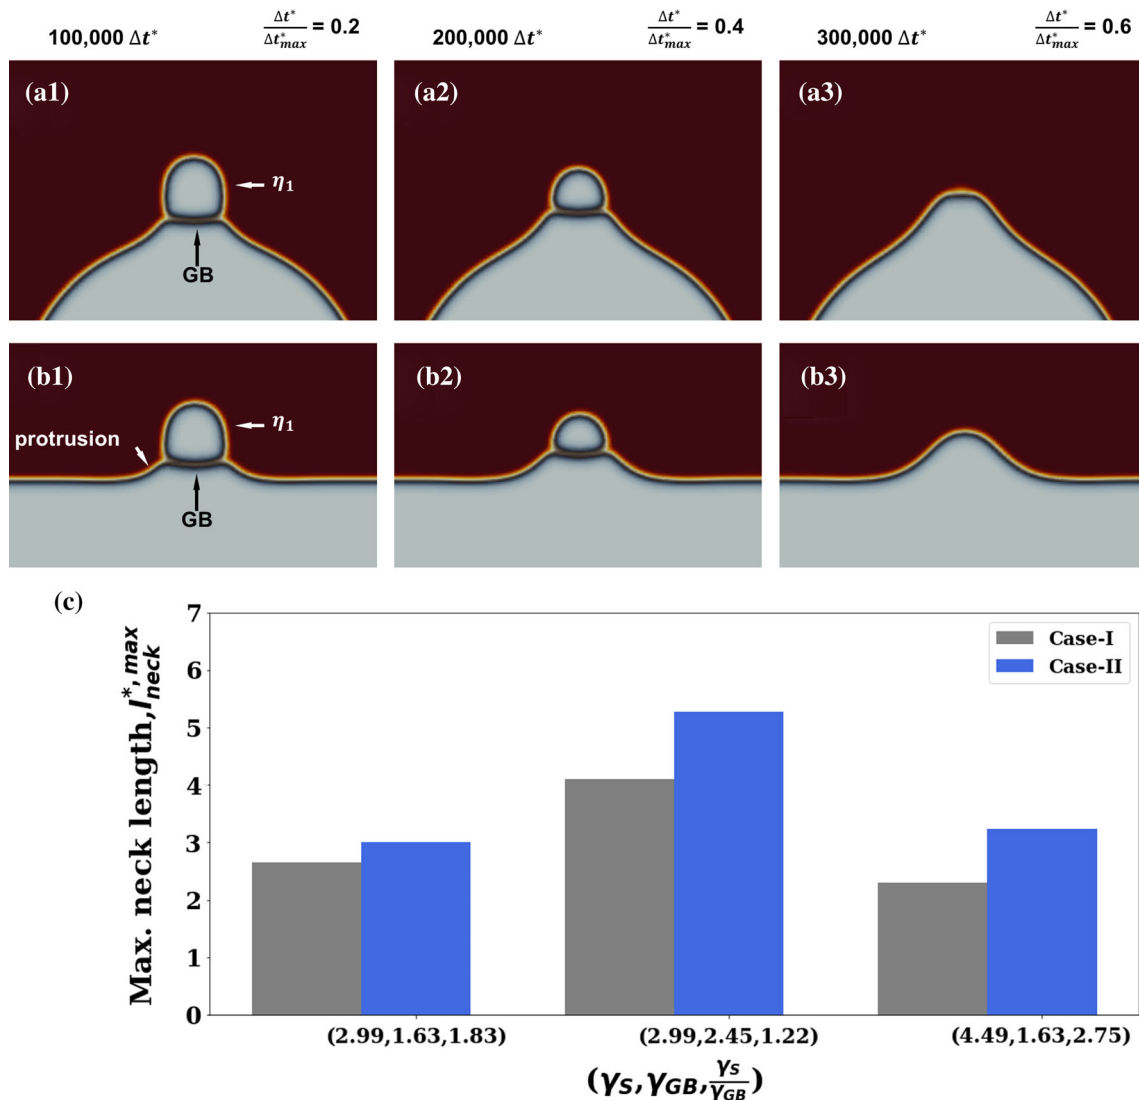 100,000 Δt* Δt*/Δt*max = 0.2 200,000 Δt* Δt*/Δt*max = 0.4 300,000 Δt* Δt*/Δt*max = 0.6
(a1) (a2) (a3)
η1
GB
(b1) (b2) (b3)
η1
protrusion
GB
(c)
Max. neck length, l*,max neck
7
6
5
4
3
2
1
0
Case-I
Case-II
(2.99,1.63,1.83) (2.99,2.45,1.22) (4.49,1.63,2.75)
(γS,γGB,γS/γGB)